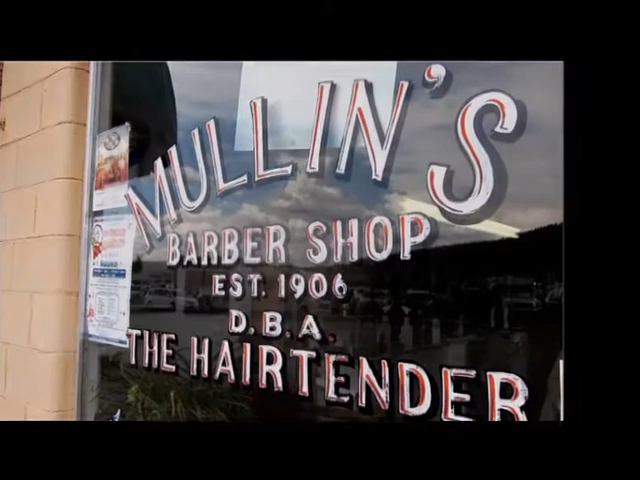 MULLIN'S
BARBER SHOP
EST. 1906
D.B.A.
THE HAIRTENDER